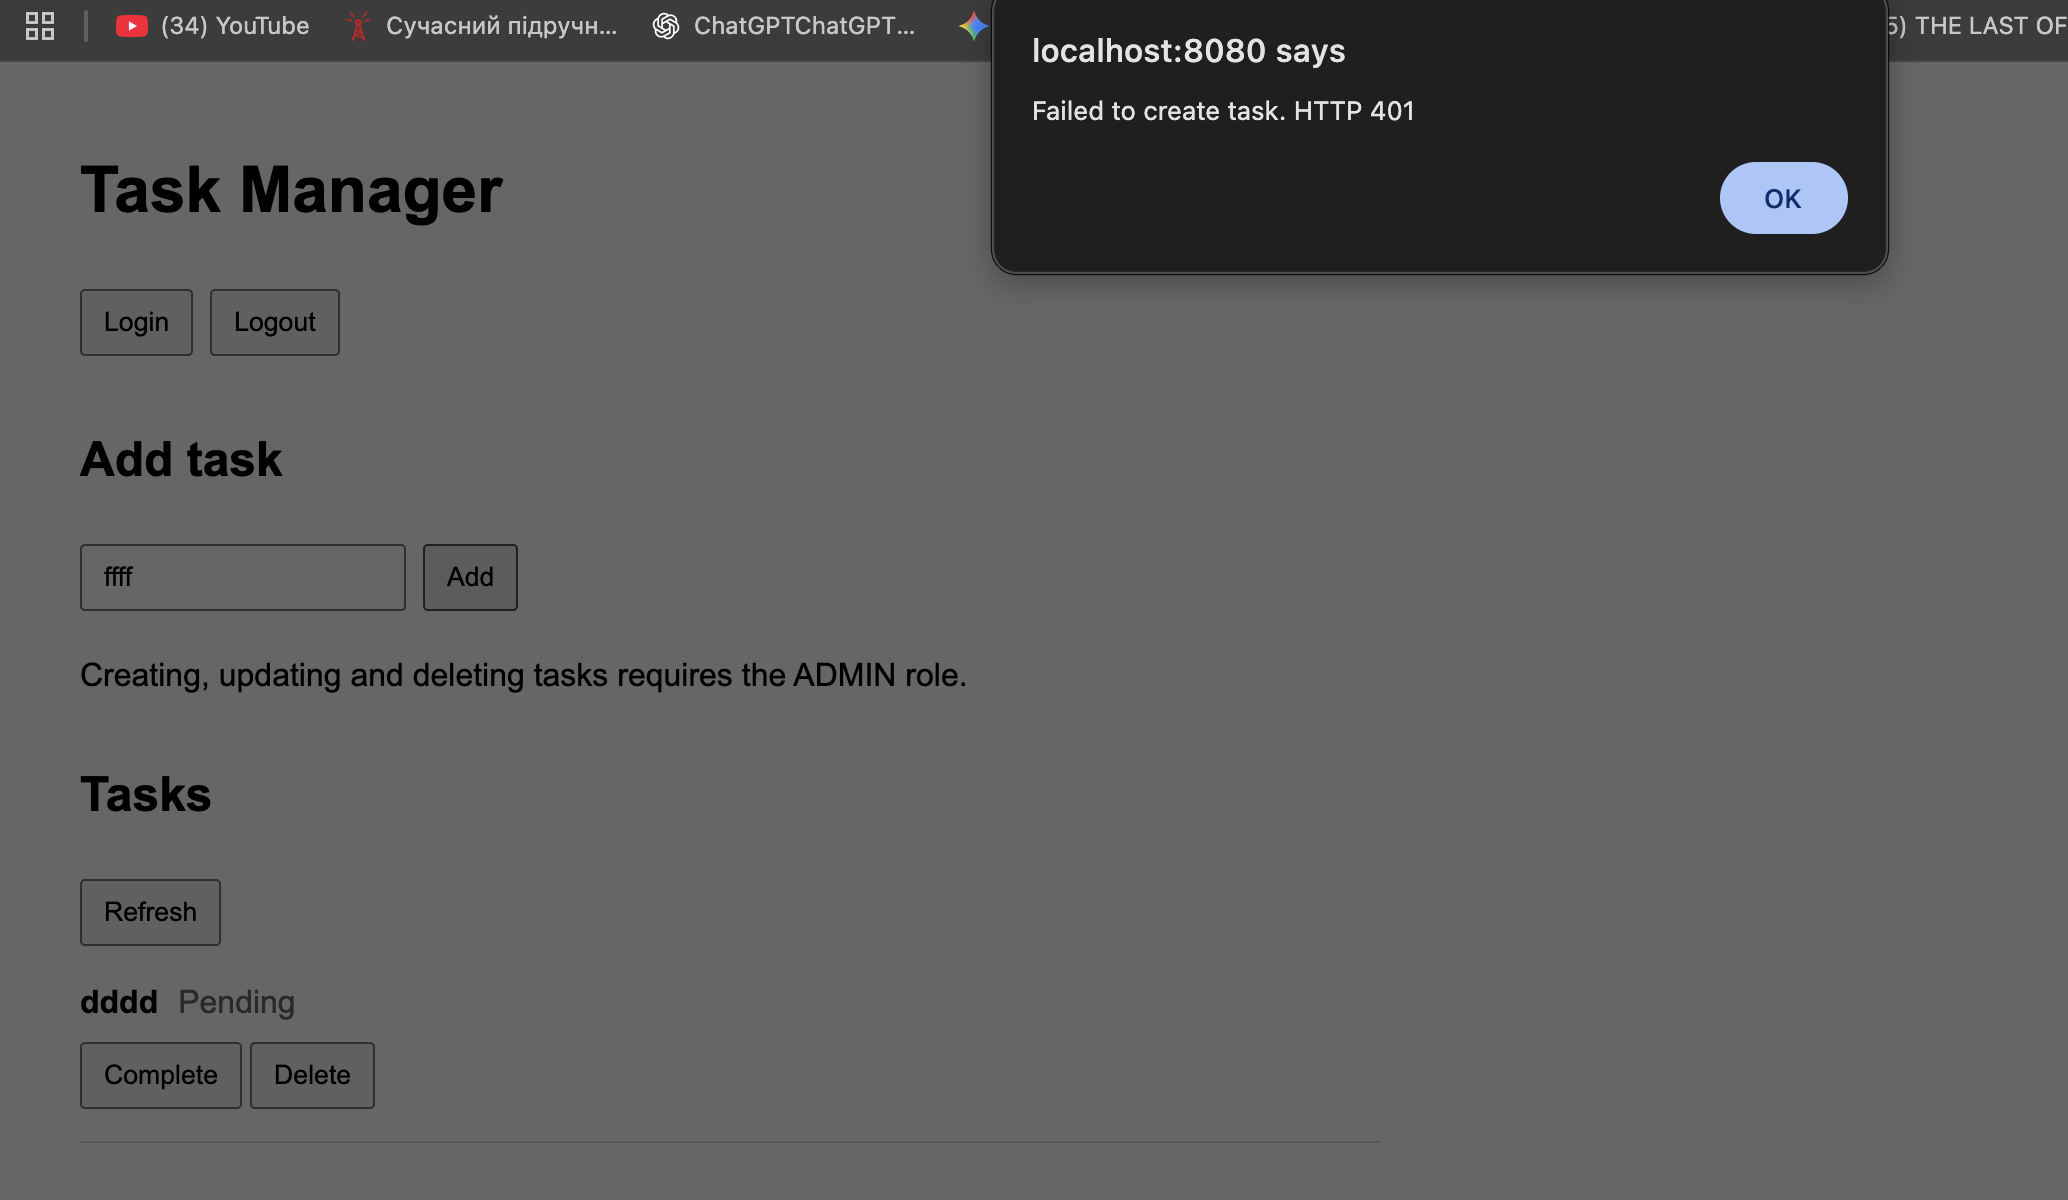 (34) YouTube Сучасний підручн... ChatGPTChatGPT... 5) THE LAST OF
localhost:8080 says
Failed to create task. HTTP 401
OK
Task Manager
Login Logout
Add task
ffff Add
Creating, updating and deleting tasks requires the ADMIN role.
Tasks
Refresh
dddd Pending
Complete Delete